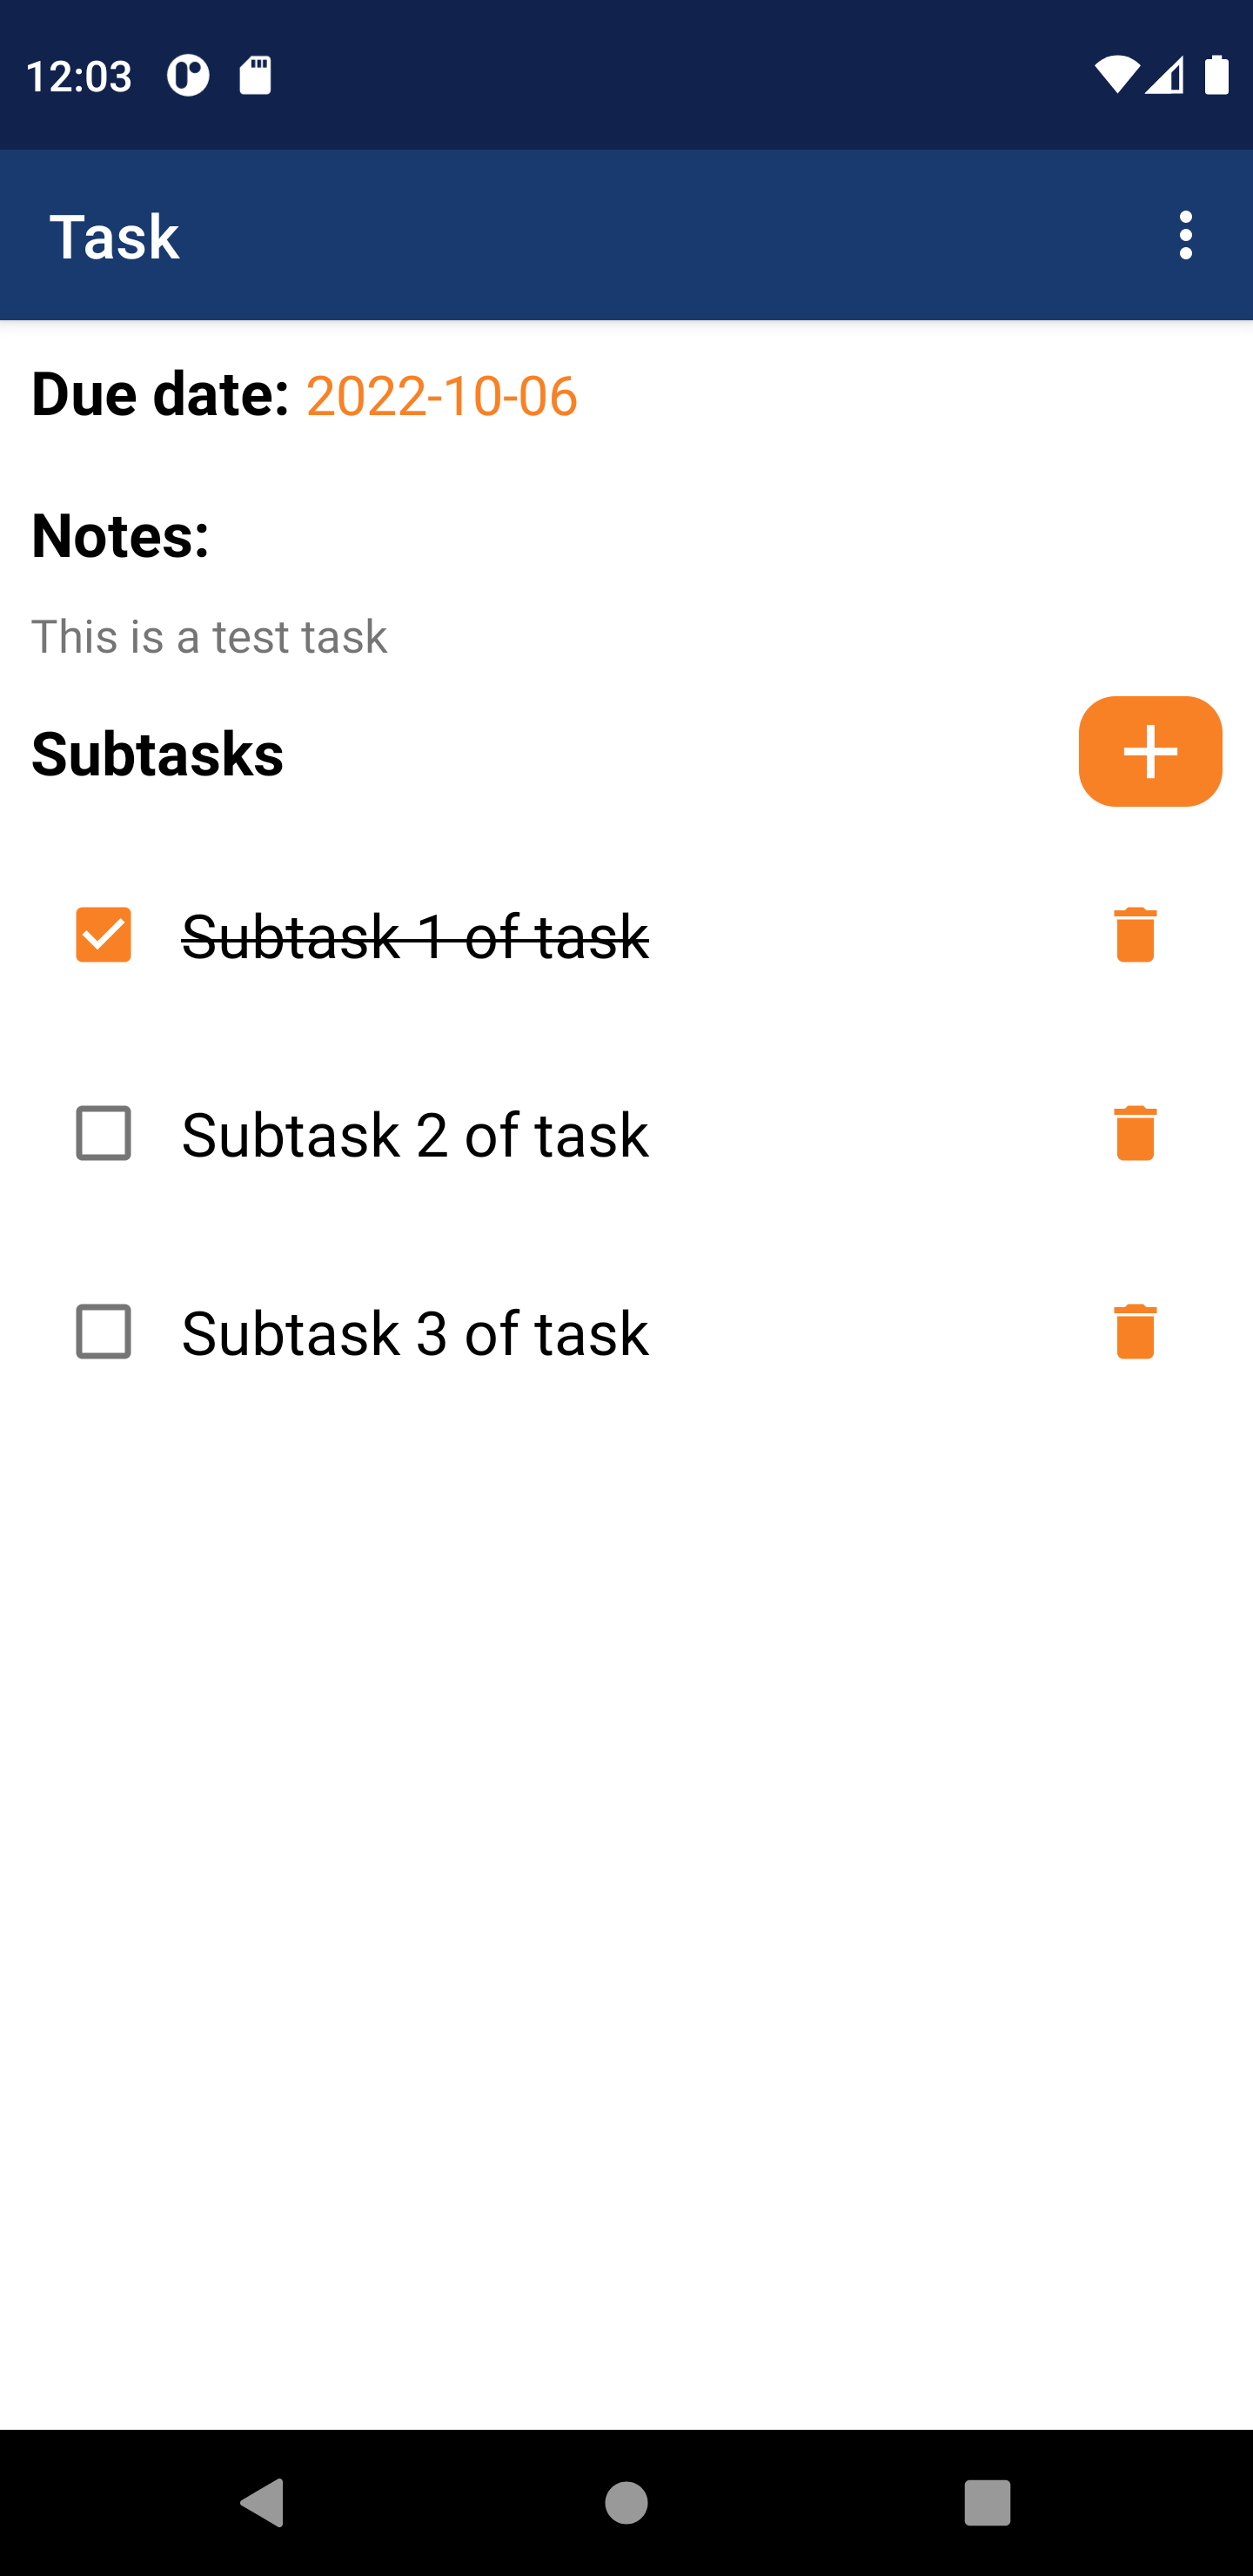 12:03
Task
Due date: 2022-10-06
Notes:
This is a test task
Subtasks
Subtask 1 of task
Subtask 2 of task
Subtask 3 of task